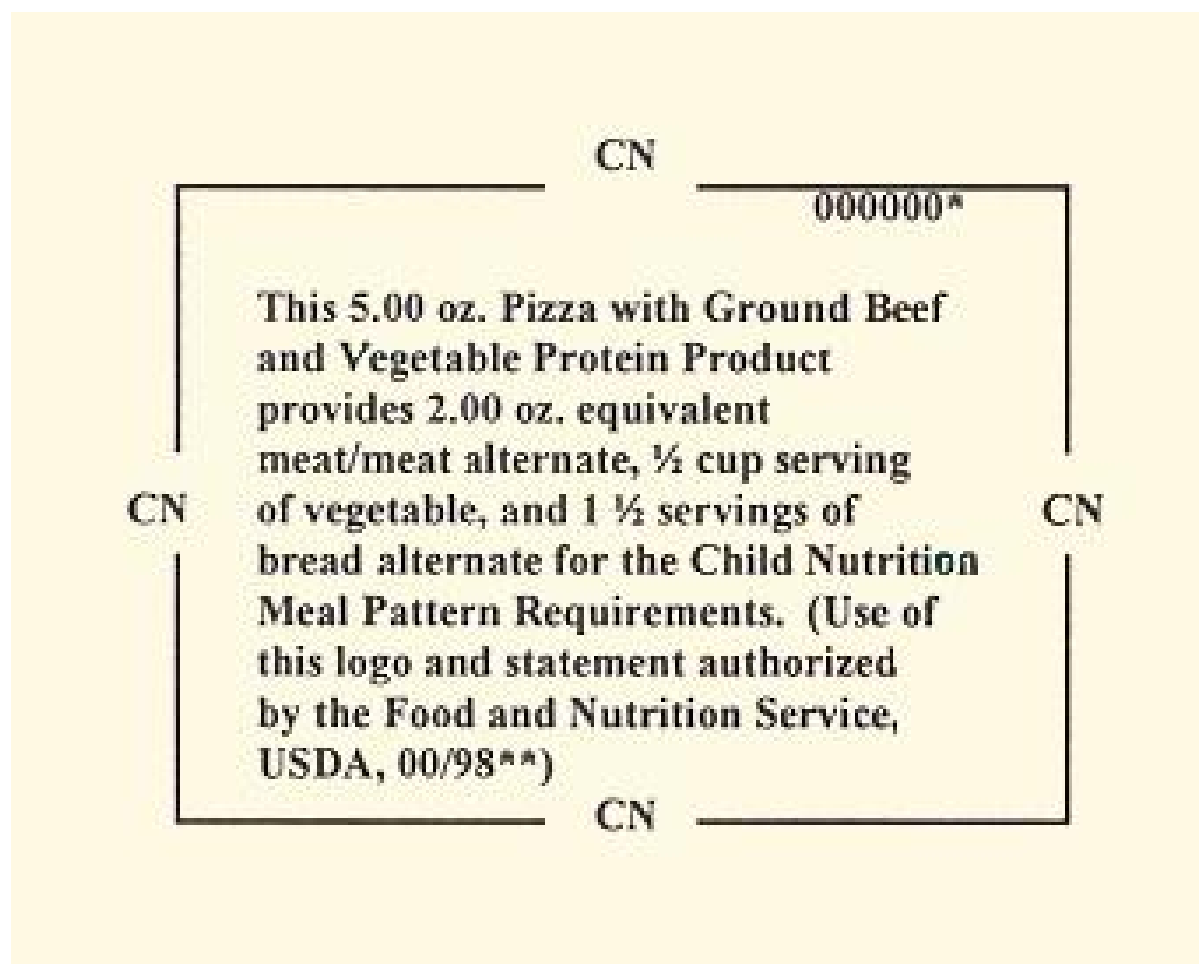 CN
000000*
This 5.00 oz. Pizza with Ground Beef
and Vegetable Protein Product
provides 2.00 oz. equivalent
meat/meat alternate, ½ cup serving
of vegetable, and 1 ½ servings of
CN
CN
bread alternate for the Child Nutrition
Meal Pattern Requirements. (Use of
this logo and statement authorized
by the Food and Nutrition Service,
USDA, 00/98**)
CN